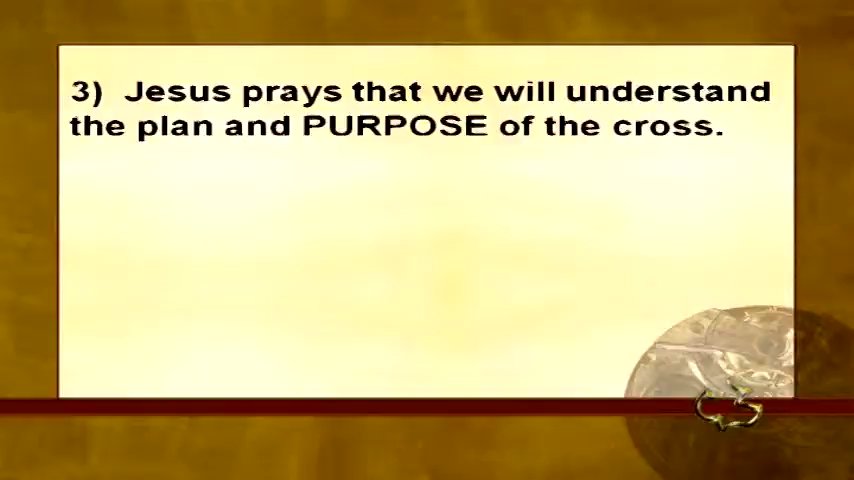 3) Jesus prays that we will understand
the plan and PURPOSE of the cross.